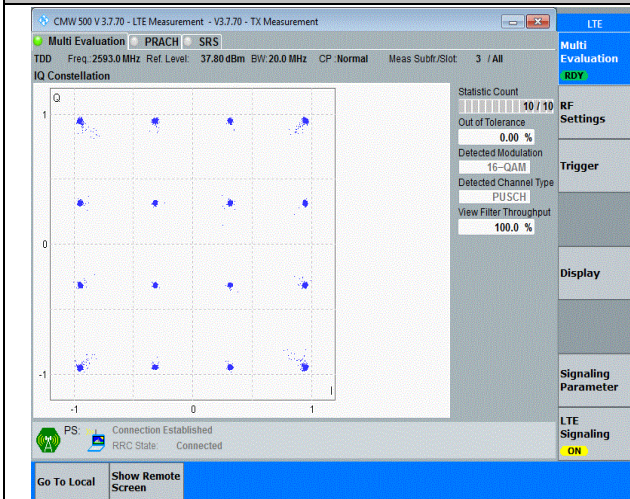 CMW 500 V 3.7.70 - LTE Measurement - V3.7.70 - TX Measurement
LTE
Multi Evaluation PRACH SRS
Multi
Evaluation
RDY
TDD Freq.:2593.0 MHz Ref. Level: 37.80 dBm BW:20.0 MHz CP :Normal Meas Subfr./Slot: 3 / All
IQ Constellation
Q
1
0
-1
-1
0
1
I
Statistic Count
10 / 10
Out of Tolerance
0.00 %
Detected Modulation
16-QAM
Detected Channel Type
PUSCH
View Filter Throughput
100.0 %
RF
Settings
Trigger
Display
Signaling
Parameter
LTE
Signaling
ON
PS: Connection Established
RRC State: Connected
Go To Local
Show Remote
Screen